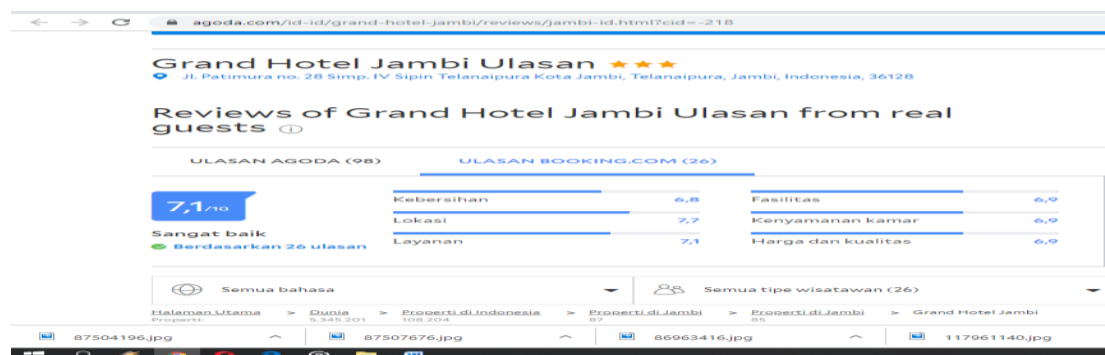 agoda.com/id-id/grand-hotel-jambi/reviews/jambi-id.html?cid=-218
Grand Hotel Jambi Ulasan
Jl. Patimura no. 28 Simp. IV Sipin Telanaipura Kota Jambi, Telanaipura, Jambi, Indonesia, 36128
Reviews of Grand Hotel Jambi Ulasan from real
guests
ULASAN AGODA (98) ULASAN BOOKING.COM (26)
7,1/10
Sangat baik
Berdasarkan 26 ulasan
Kebersihan 6,8
Lokasi 7,7
Layanan 7,1
Fasilitas 6,9
Kenyamanan kamar 6,9
Harga dan kualitas 6,9
Semua bahasa Semua tipe wisatawan (26)
Halaman Utama > Dunia > Properti di Indonesia > Properti di Jambi > Properti di Jambi > Grand Hotel Jambi
Properti: 5.345.201 108.204 87 85
87504196.jpg 87507676.jpg 86963416.jpg 117961140.jpg